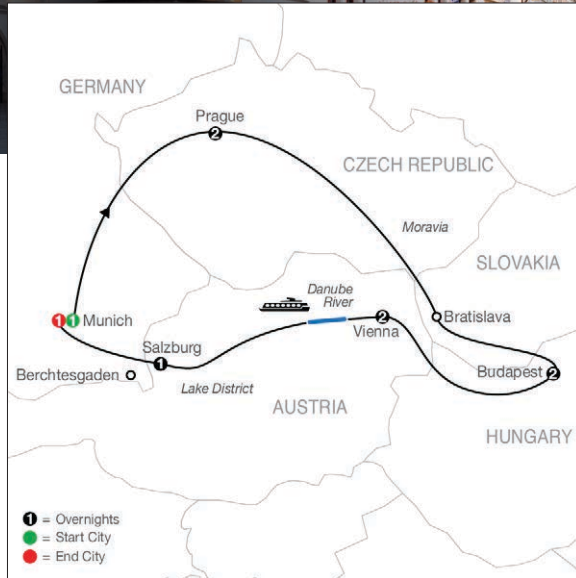 GERMANY
Prague
2
CZECH REPUBLIC
Moravia
SLOVAKIA
Danube
River
1 1 Munich
2
Vienna
Bratislava
Salzburg
1
Berchtesgaden
Lake District
Budapest 2
AUSTRIA
HUNGARY
1 = Overnights
= Start City
= End City